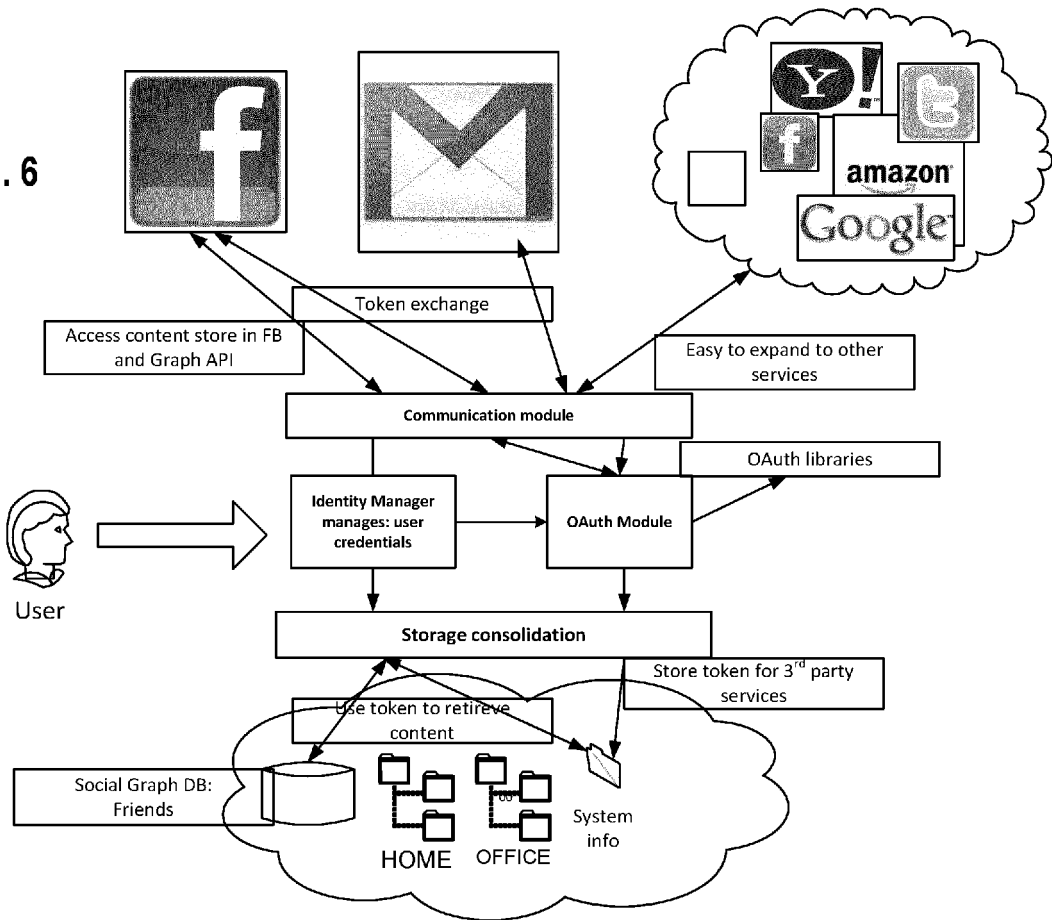 . 6
f
M
Y!
t
f
amazon
Google
Token exchange
Access content store in FB
and Graph API
Easy to expand to other
services
Communication module
OAuth libraries
Identity Manager
manages: user
credentials
OAuth Module
User
Storage consolidation
Store token for 3rd party
services
Use token to retireve
content
Social Graph DB:
Friends
System
info
HOME
OFFICE